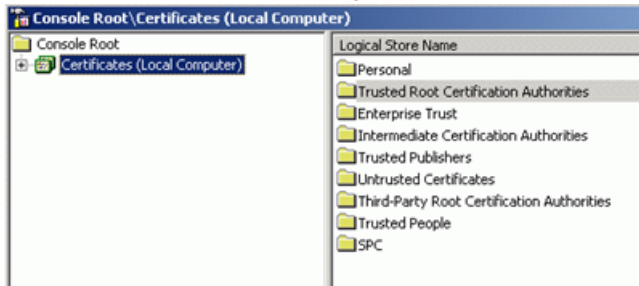 Console Root\Certificates (Local Computer)
Console Root
Certificates (Local Computer)
Logical Store Name
Personal
Trusted Root Certification Authorities
Enterprise Trust
Intermediate Certification Authorities
Trusted Publishers
Untrusted Certificates
Third-Party Root Certification Authorities
Trusted People
SPC